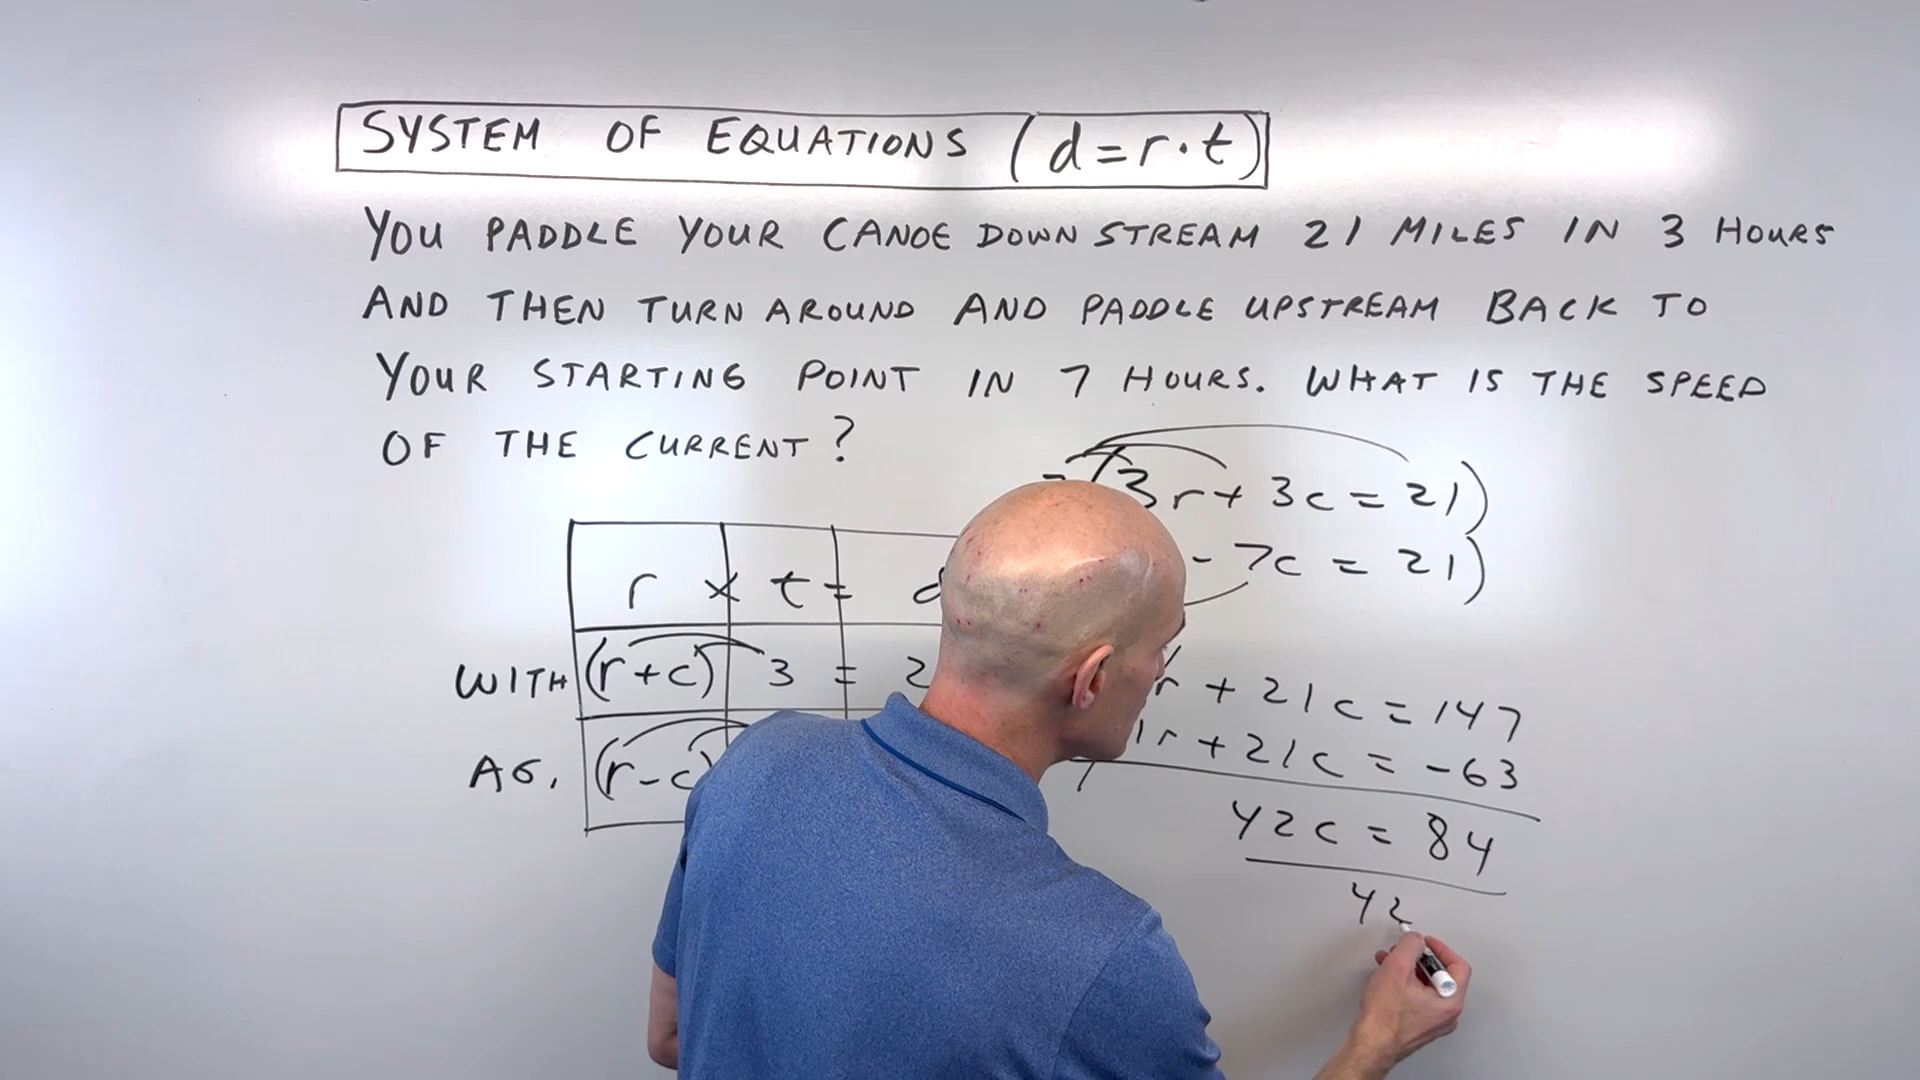 SYSTEM OF EQUATIONS (d=r·t)
YOU PADDLE YOUR CANOE DOWNSTREAM 21 MILES IN 3 HOURS
AND THEN TURN AROUND AND PADDLE UPSTREAM BACK TO
YOUR STARTING POINT IN 7 HOURS. WHAT IS THE SPEED
OF THE CURRENT?
r × t =
WITH (r+c) 3 = 2
AG. (r-c)
3r + 3c = 21)
- 7c = 21)
r + 21c = 147
1r + 21c = -63
42c = 84
42